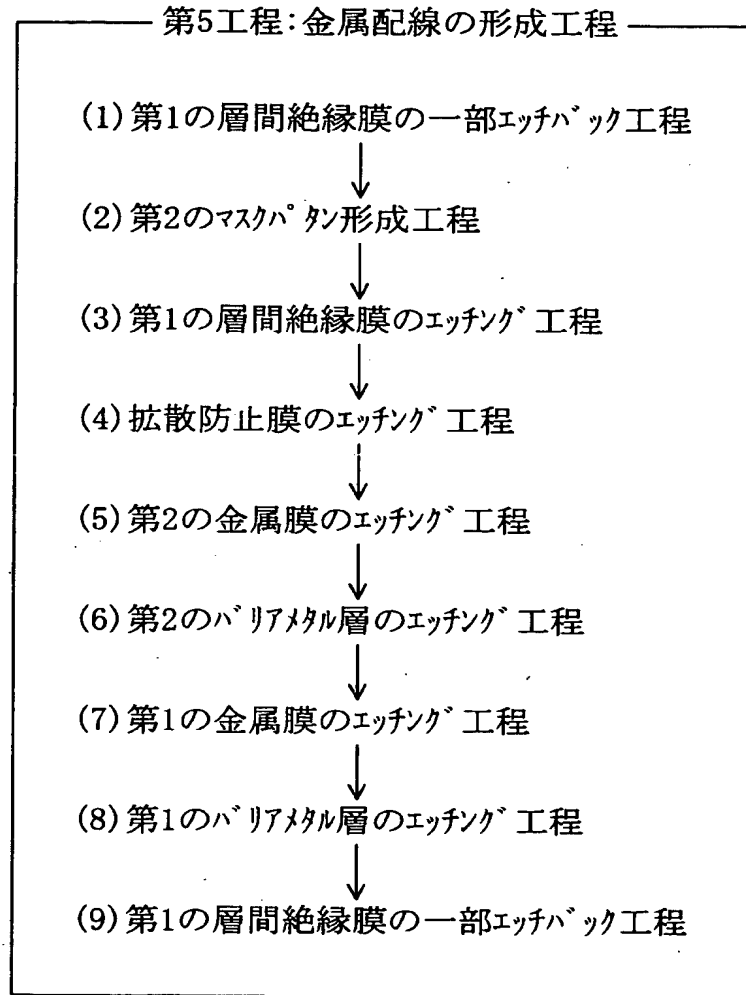 第5工程:金属配線の形成工程
(1)第1の層間絶縁膜の一部ｴｯﾁﾊﾞｯｸ工程
(2)第2のﾏｽｸﾊﾟﾀﾝ形成工程
(3)第1の層間絶縁膜のｴｯﾁﾝｸﾞ工程
(4)拡散防止膜のｴｯﾁﾝｸﾞ工程
(5)第2の金属膜のｴｯﾁﾝｸﾞ工程
(6)第2のﾊﾞﾘｱﾒﾀﾙ層のｴｯﾁﾝｸﾞ工程
(7)第1の金属膜のｴｯﾁﾝｸﾞ工程
(8)第1のﾊﾞﾘｱﾒﾀﾙ層のｴｯﾁﾝｸﾞ工程
(9)第1の層間絶縁膜の一部ｴｯﾁﾊﾞｯｸ工程